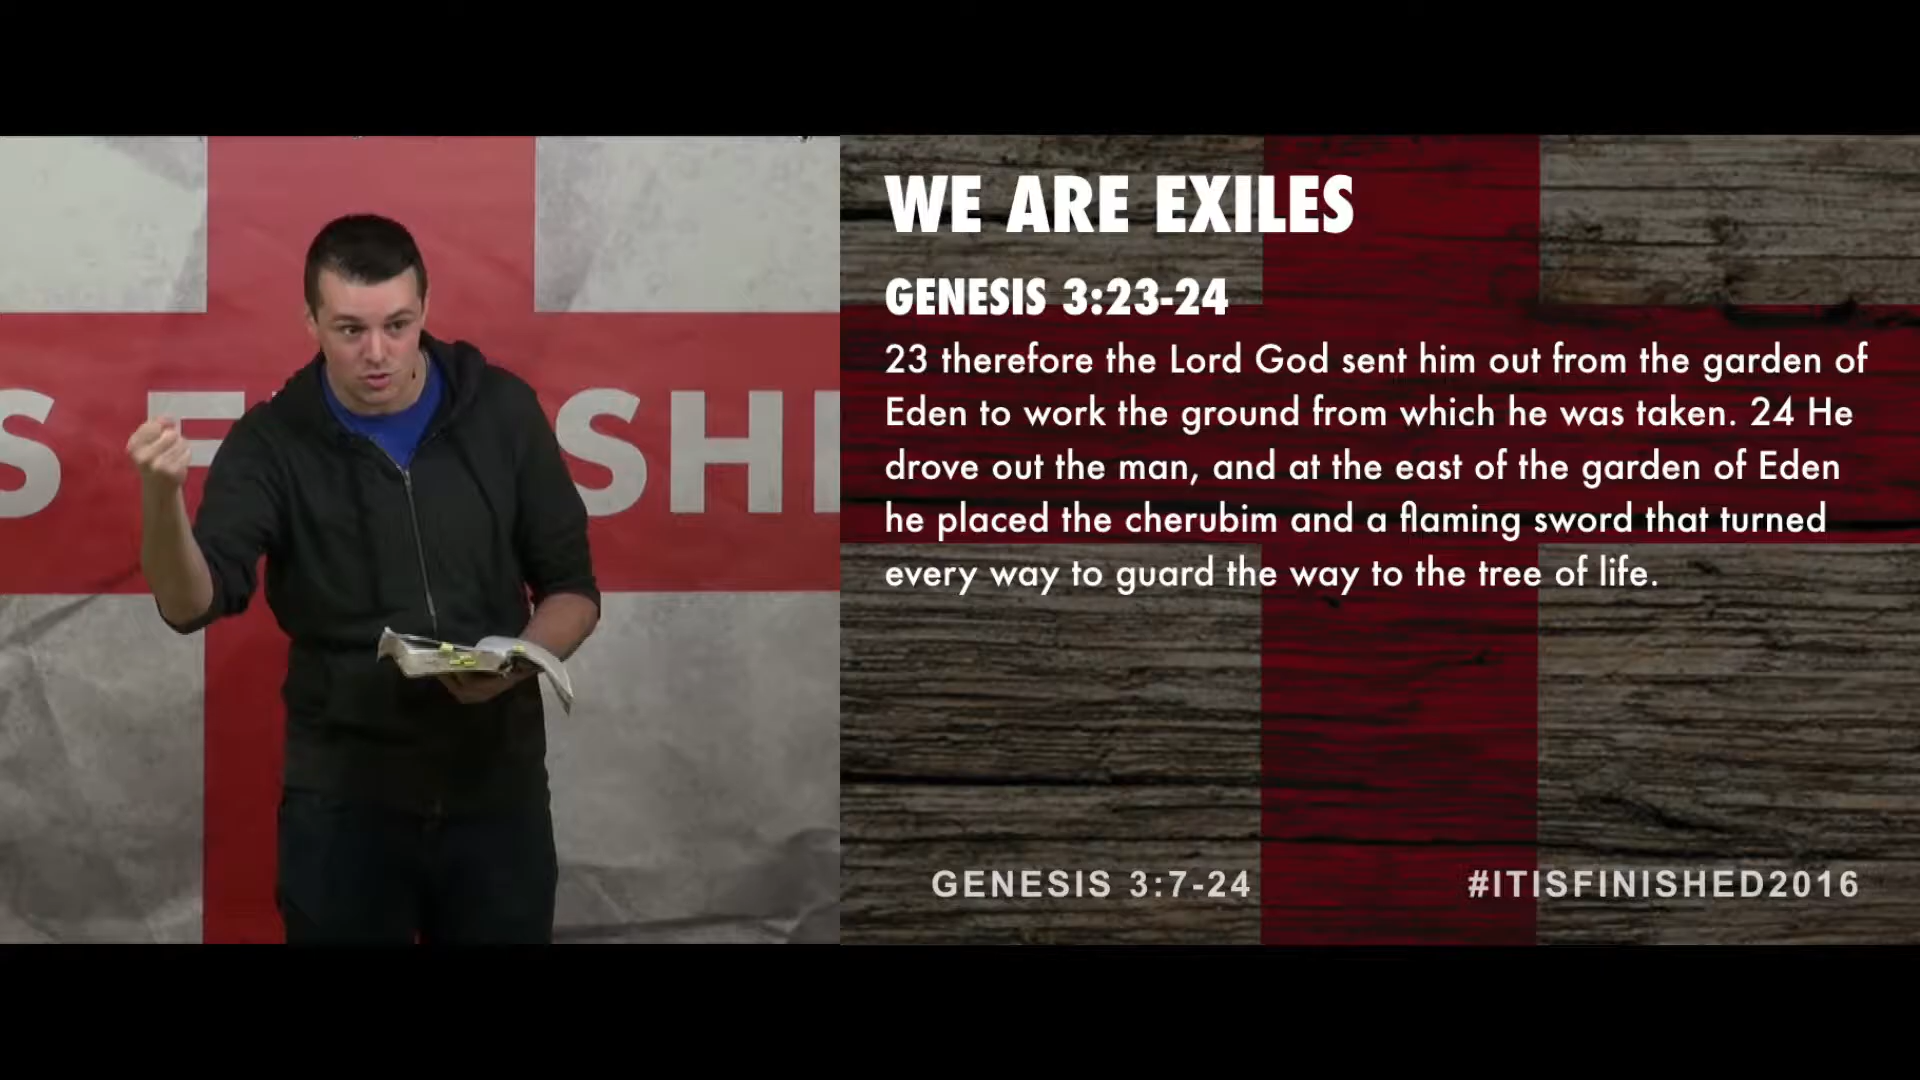 S FINISHI
WE ARE EXILES
GENESIS 3:23-24
23 therefore the Lord God sent him out from the garden of
Eden to work the ground from which he was taken. 24 He
drove out the man, and at the east of the garden of Eden
he placed the cherubim and a flaming sword that turned
every way to guard the way to the tree of life.
GENESIS 3:7-24
#ITISFINISHED2016